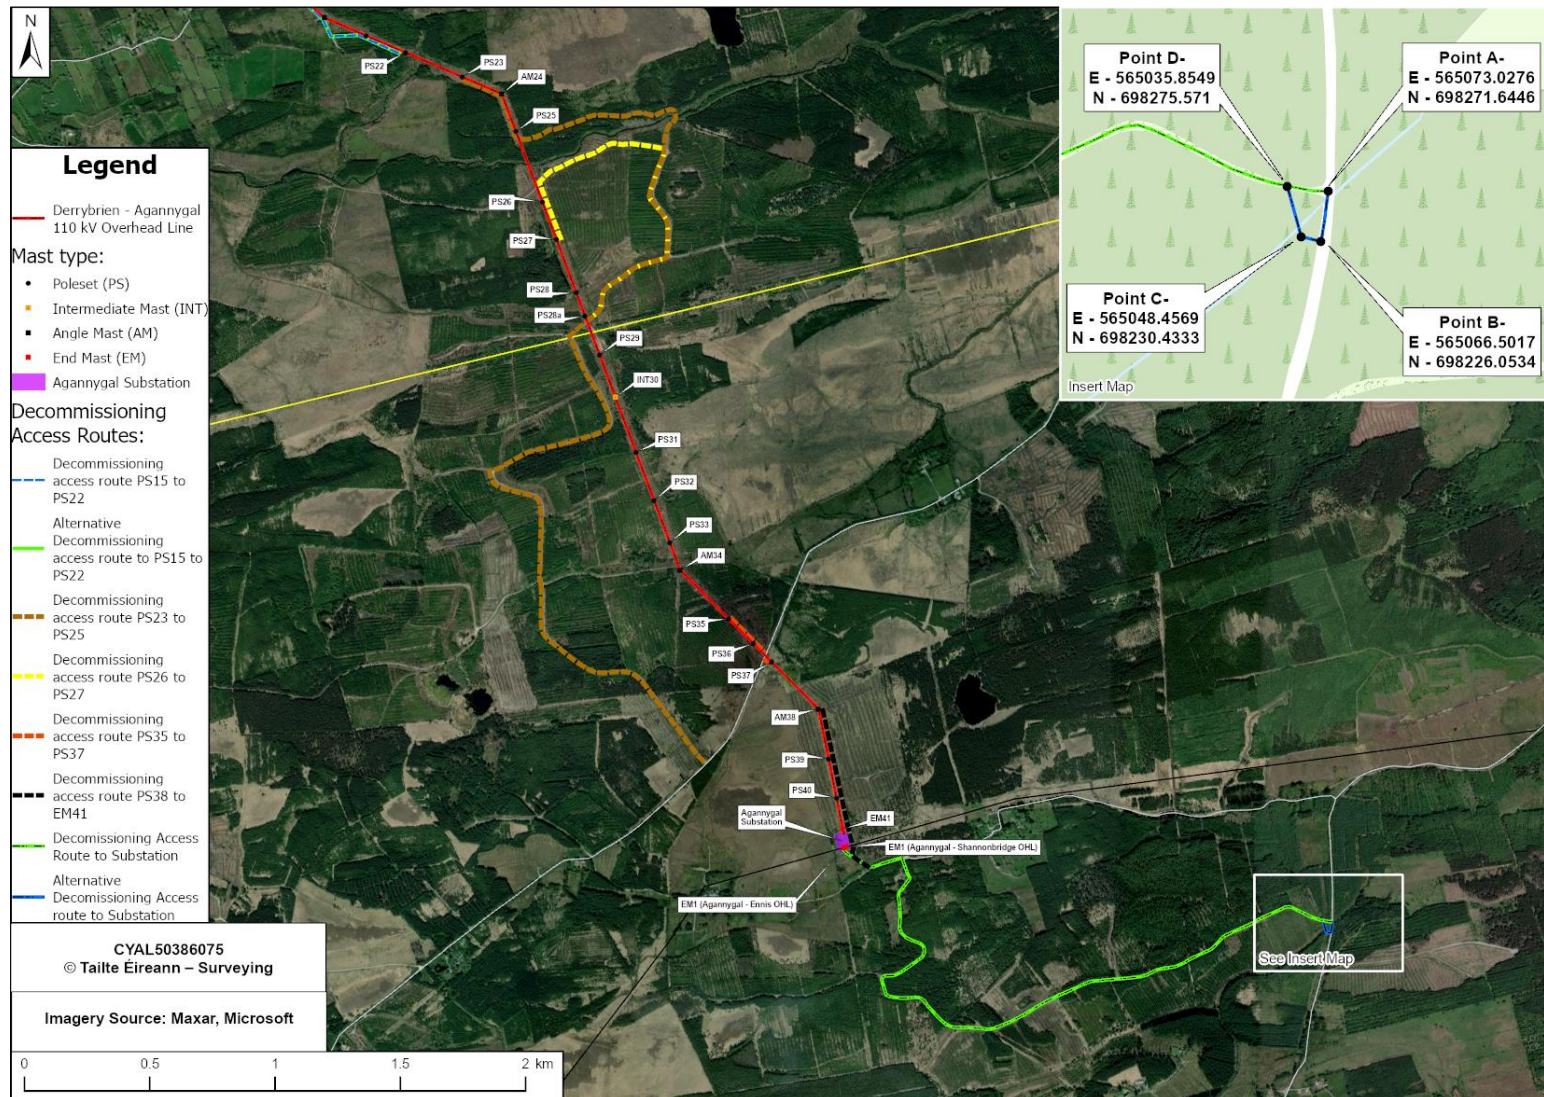 N
Legend
Derrybrien - Agannygal
110 kV Overhead Line
Mast type:
Poleset (PS)
Intermediate Mast (INT)
Angle Mast (AM)
End Mast (EM)
Agannygal Substation
Decommissioning
Access Routes:
Decommissioning
access route PS15 to
PS22
Alternative
Decommissioning
access route to PS15 to
PS22
Decommissioning
access route PS23 to
PS25
Decommissioning
access route PS26 to
PS27
Decommissioning
access route PS35 to
PS37
Decommissioning
access route PS38 to
EM41
Decomissioning Access
Route to Substation
Alternative
Decomissioning Access
route to Substation
CYAL50386075
© Tailte Éireann – Surveying
Imagery Source: Maxar, Microsoft
0 0.5 1 1.5 2 km
PS22
PS23
AM24
PS25
PS26
PS27
PS28
PS28a
PS29
INT30
PS31
PS32
PS33
AM34
PS35
PS36
PS37
AM38
PS39
PS40
Agannygal
Substation
EM41
EM1 (Agannygal - Shannonbridge OHL)
EM1 (Agannygal - Ennis OHL)
See Insert Map
Point D-
E - 565035.8549
N - 698275.571
Point A-
E - 565073.0276
N - 698271.6446
Point C-
E - 565048.4569
N - 698230.4333
Point B-
E - 565066.5017
N - 698226.0534
Insert Map